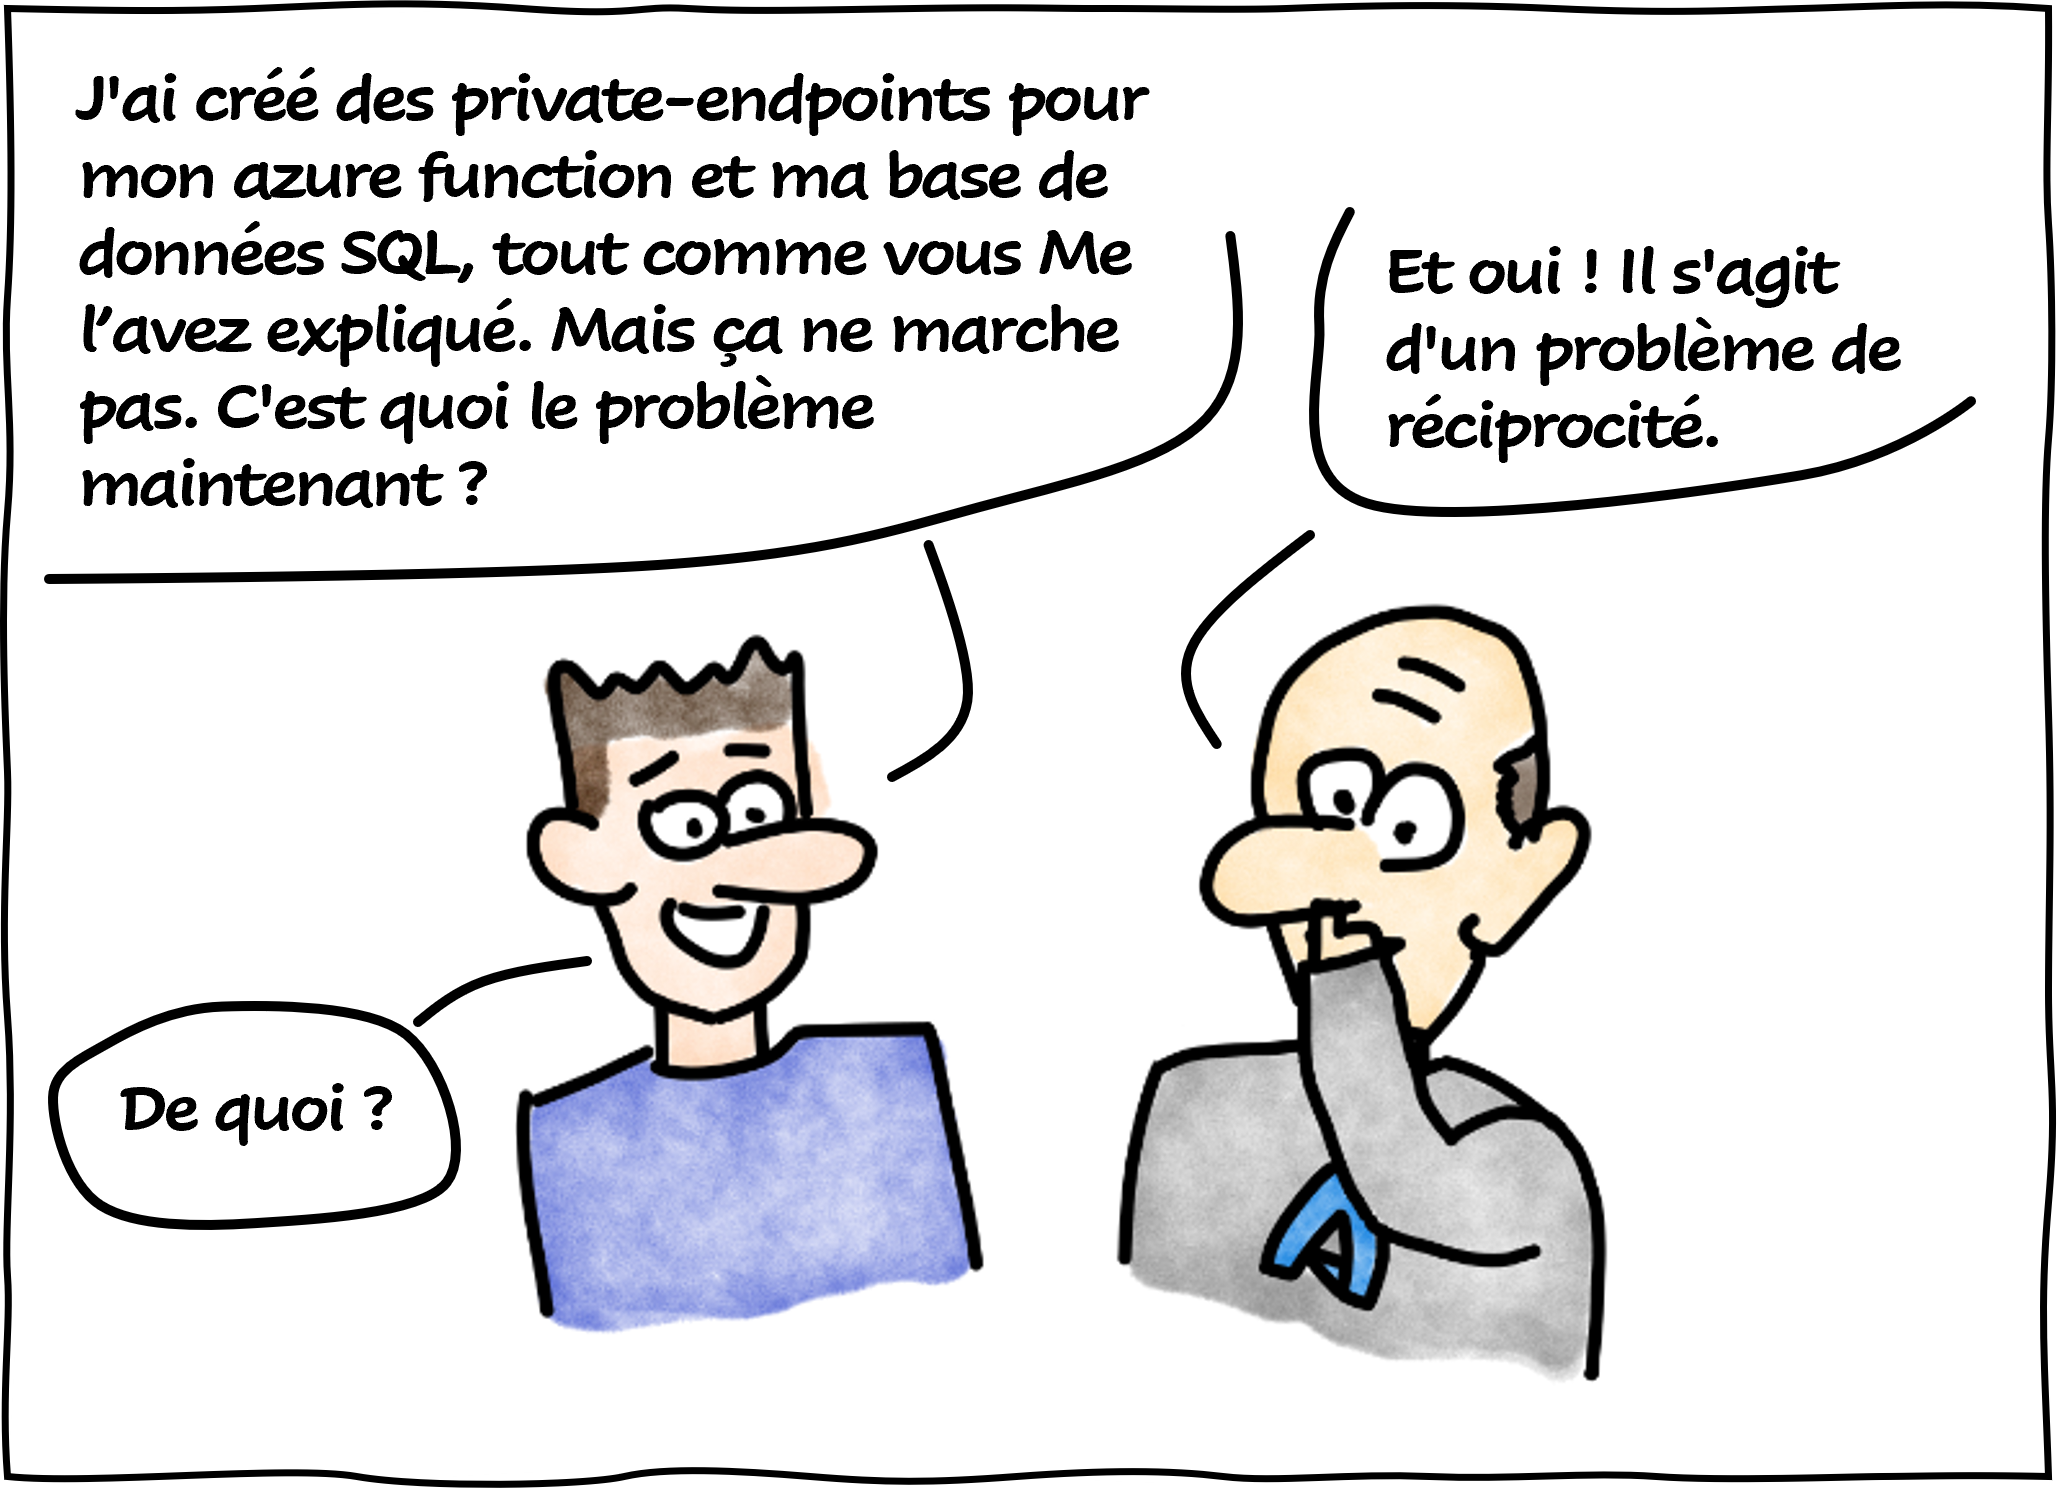 J'ai créé des private-endpoints pour
mon azure function et ma base de
données SQL, tout comme vous Me
l’avez expliqué. Mais ça ne marche
pas. C'est quoi le problème
maintenant ?
Et oui ! Il s'agit
d'un problème de
réciprocité.
De quoi ?